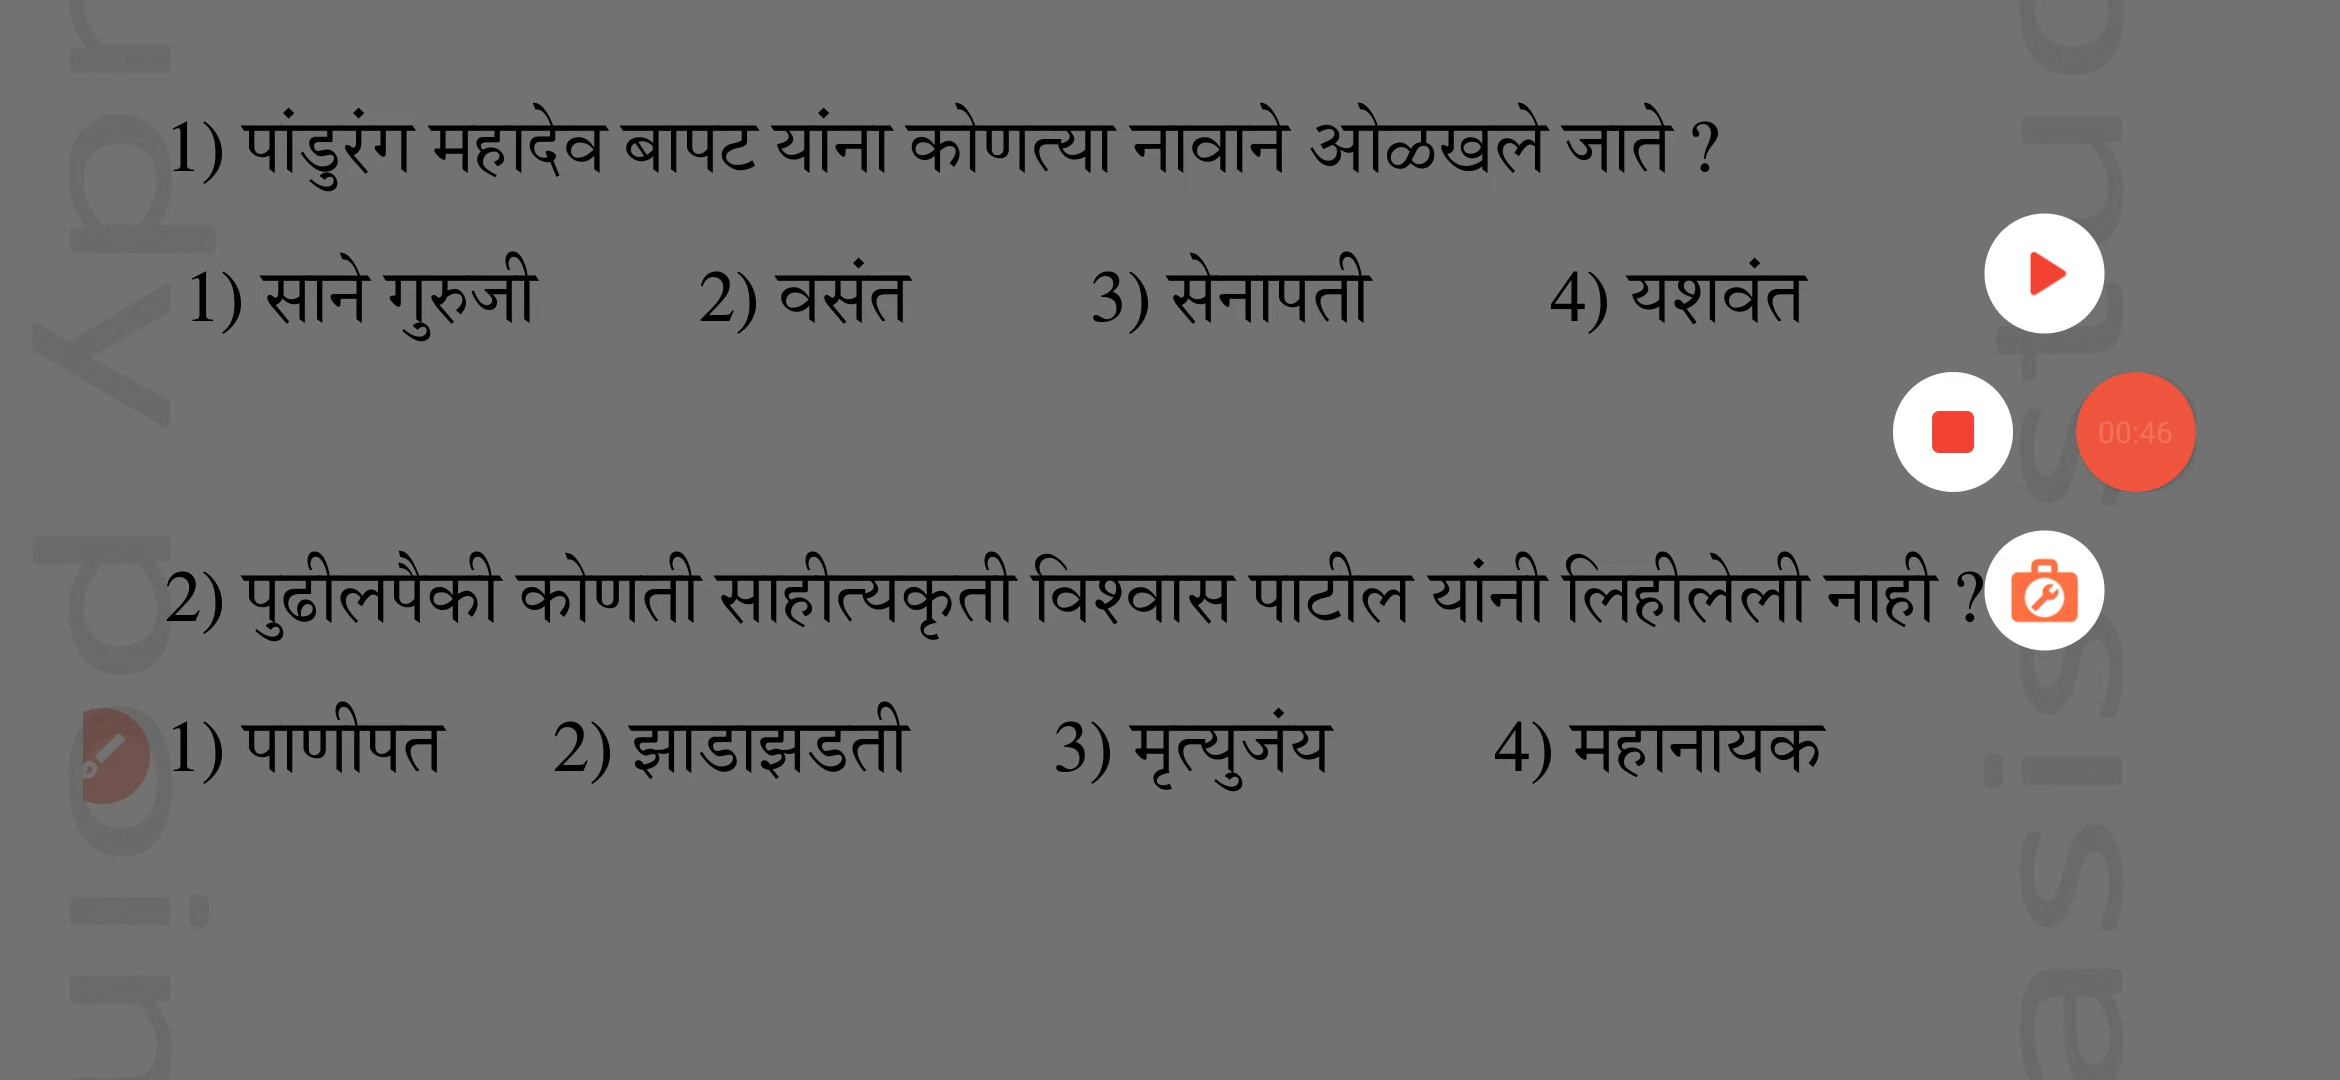 1) पांडुरंग महादेव बापट यांना कोणत्या नावाने ओळखले जाते ?
1) साने गुरुजी 2) वसंत 3) सेनापती 4) यशवंत
00:46
2) पुढीलपैकी कोणती साहीत्यकृती विश्वास पाटील यांनी लिहीलेली नाही ?
1) पाणीपत 2) झाडाझडती 3) मृत्युजंय 4) महानायक